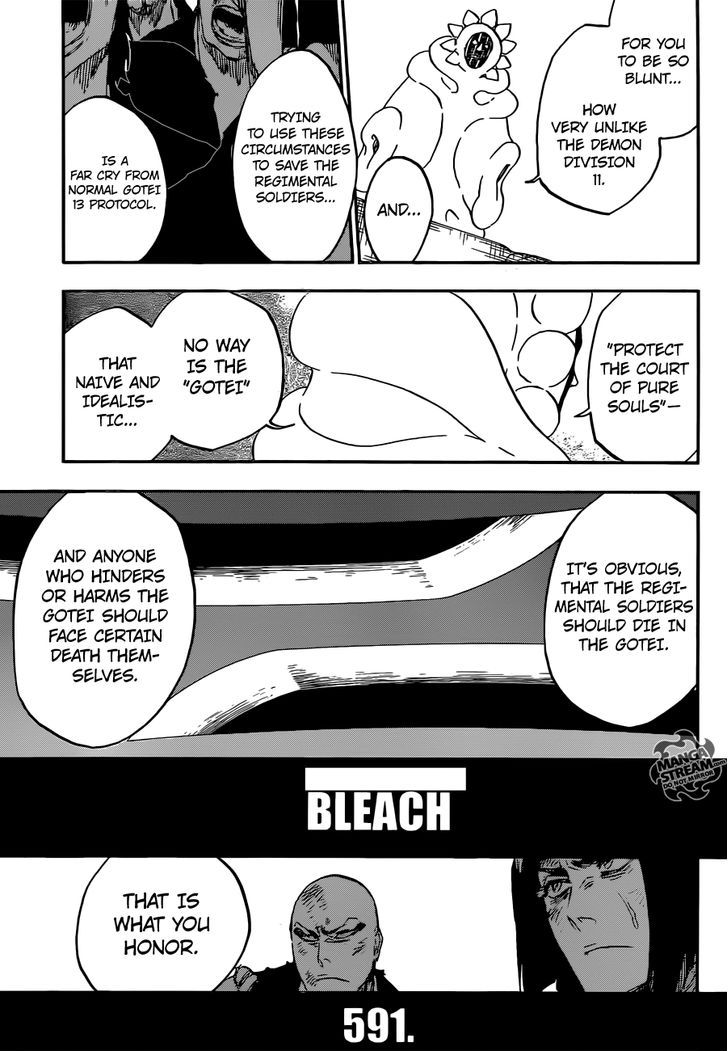 FOR YOU
TO BE SO
BLUNT...
HOW
VERY UNLIKE
THE DEMON
DIVISION
11.
AND...
TRYING
TO USE THESE
CIRCUMSTANCES
TO SAVE THE
REGIMENTAL
SOLDIERS...
IS A
FAR CRY FROM
NORMAL GOTEI
13 PROTOCOL.
"PROTECT
THE COURT
OF PURE
SOULS"—
NO WAY
IS THE
"GOTEI"
THAT
NAIVE AND
IDEALIS-
TIC...
IT'S OBVIOUS,
THAT THE REGI-
MENTAL SOLDIERS
SHOULD DIE IN
THE GOTEI.
AND ANYONE
WHO HINDERS
OR HARMS THE
GOTEI SHOULD
FACE CERTAIN
DEATH THEM-
SELVES.
MANGA
STREAM.com
DO NOT MIRROR
BLEACH
THAT IS
WHAT YOU
HONOR.
591.